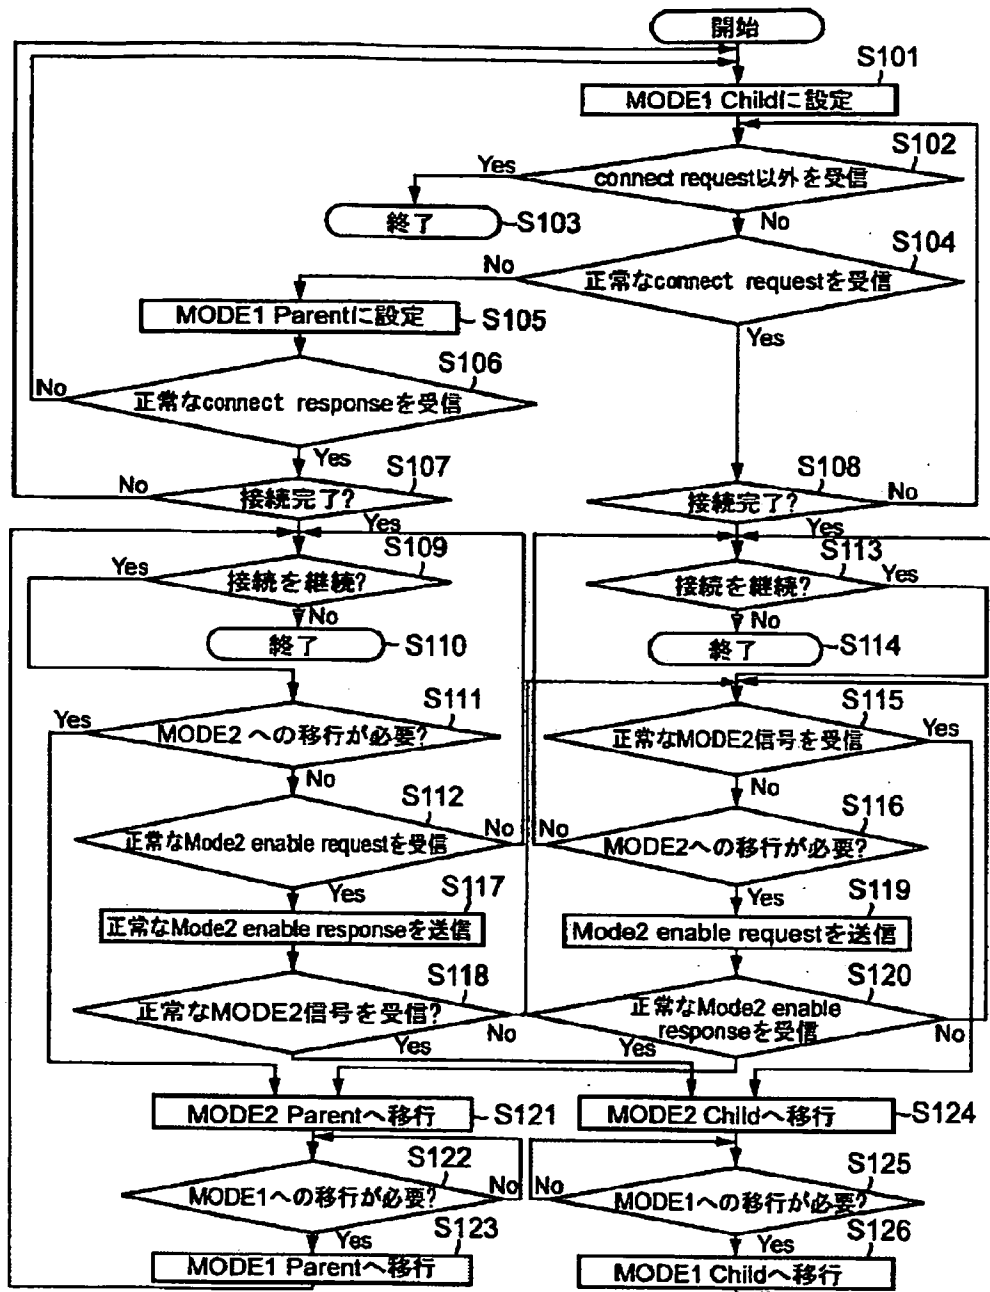 開始
S101
MODE1 Childに設定
S102
Yes
connect request以外を受信
終了
S103
No
S104
No
正常なconnect requestを受信
MODE1 Parentに設定
S105
Yes
S106
No
正常なconnect responseを受信
Yes
S107
No
接続完了?
Yes
S108
接続完了?
No
Yes
S109
Yes
接続を継続?
No
終了
S110
S113
接続を継続?
Yes
No
終了
S114
S111
Yes
MODE2 への移行が必要?
No
S112
正常なMode2 enable requestを受信
No
Yes
S117
正常なMode2 enable responseを送信
S118
正常なMODE2信号を受信?
No
Yes
S115
正常なMODE2信号を受信
Yes
No
S116
No
MODE2への移行が必要?
Yes
S119
Mode2 enable requestを送信
S120
正常なMode2 enable
responseを受信
Yes
No
MODE2 Parentへ移行
S121
S122
MODE1への移行が必要?
No
Yes
S123
MODE1 Parentへ移行
MODE2 Childへ移行
S124
S125
No
MODE1への移行が必要?
Yes
S126
MODE1 Childへ移行